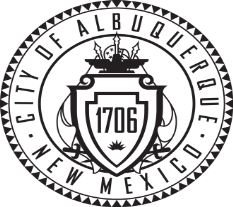 · CITY OF ALBUQUERQUE ·
1706
NEW MEXICO